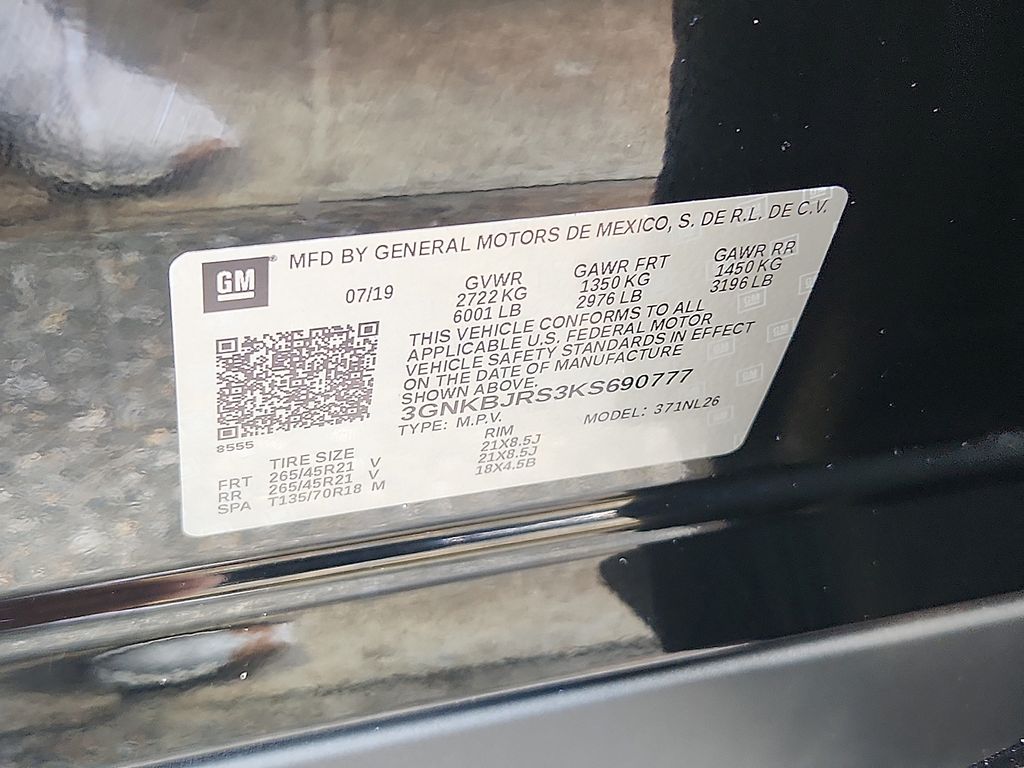 GM
MFD BY GENERAL MOTORS DE MEXICO, S. DE R.L. DE C.V.
07/19
GVWR
2722 KG
6001 LB
GAWR FRT
1350 KG
2976 LB
GAWR RR
1450 KG
3196 LB
THIS VEHICLE CONFORMS TO ALL
APPLICABLE U.S. FEDERAL MOTOR
VEHICLE SAFETY STANDARDS IN EFFECT
ON THE DATE OF MANUFACTURE
SHOWN ABOVE.
3GNKBJRS3KS690777
TYPE: M.P.V.
MODEL: 371NL26
8555
TIRE SIZE
RIM
FRT 265/45R21 V 21X8.5J
RR 265/45R21 V 21X8.5J
SPA T135/70R18 M 18X4.5B